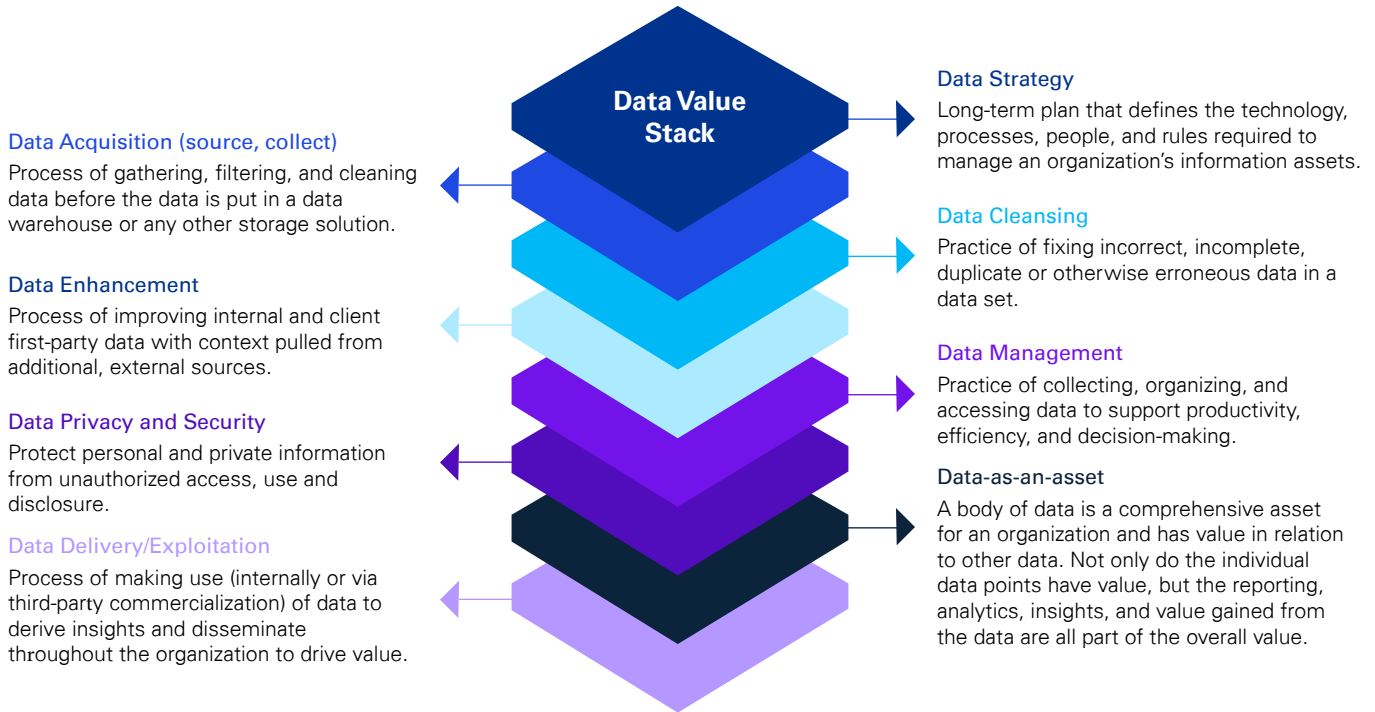 Data Value
Stack
Data Strategy
Long-term plan that defines the technology,
processes, people, and rules required to
manage an organization’s information assets.
Data Acquisition (source, collect)
Process of gathering, filtering, and cleaning
data before the data is put in a data
warehouse or any other storage solution.
Data Cleansing
Practice of fixing incorrect, incomplete,
duplicate or otherwise erroneous data in a
data set.
Data Enhancement
Process of improving internal and client
first-party data with context pulled from
additional, external sources.
Data Management
Practice of collecting, organizing, and
accessing data to support productivity,
efficiency, and decision-making.
Data Privacy and Security
Protect personal and private information
from unauthorized access, use and
disclosure.
Data-as-an-asset
A body of data is a comprehensive asset
for an organization and has value in relation
to other data. Not only do the individual
data points have value, but the reporting,
analytics, insights, and value gained from
the data are all part of the overall value.
Data Delivery/Exploitation
Process of making use (internally or via
third-party commercialization) of data to
derive insights and disseminate
throughout the organization to drive value.